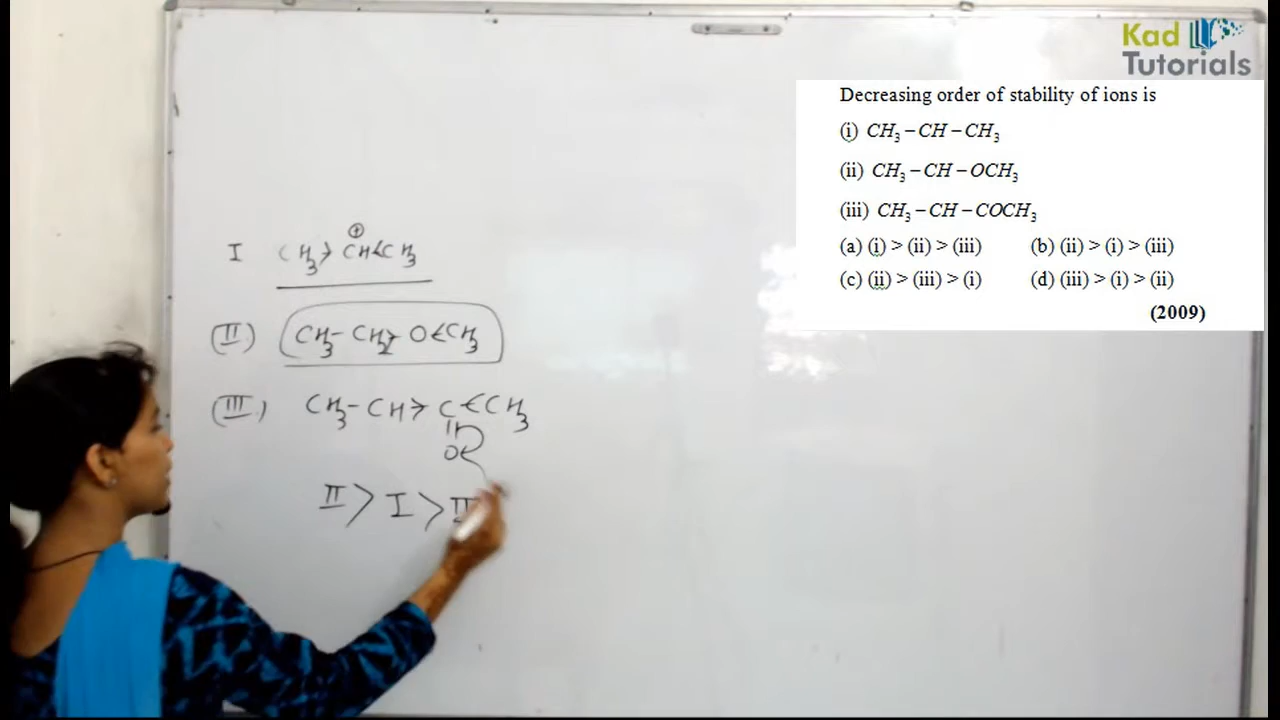 Kad
Tutorials
Decreasing order of stability of ions is
(i) CH₃ – CH – CH₃
(ii) CH₃ – CH – OCH₃
(iii) CH₃ – CH – COCH₃
(a) (i) > (ii) > (iii) (b) (ii) > (i) > (iii)
(c) (ii) > (iii) > (i) (d) (iii) > (i) > (ii)
(2009)
⊕
I CH₃ > CH < CH₃
(II) CH₃ – CH > O < CH₃
(III) CH₃ – CH > C < CH₃
O
II > I >